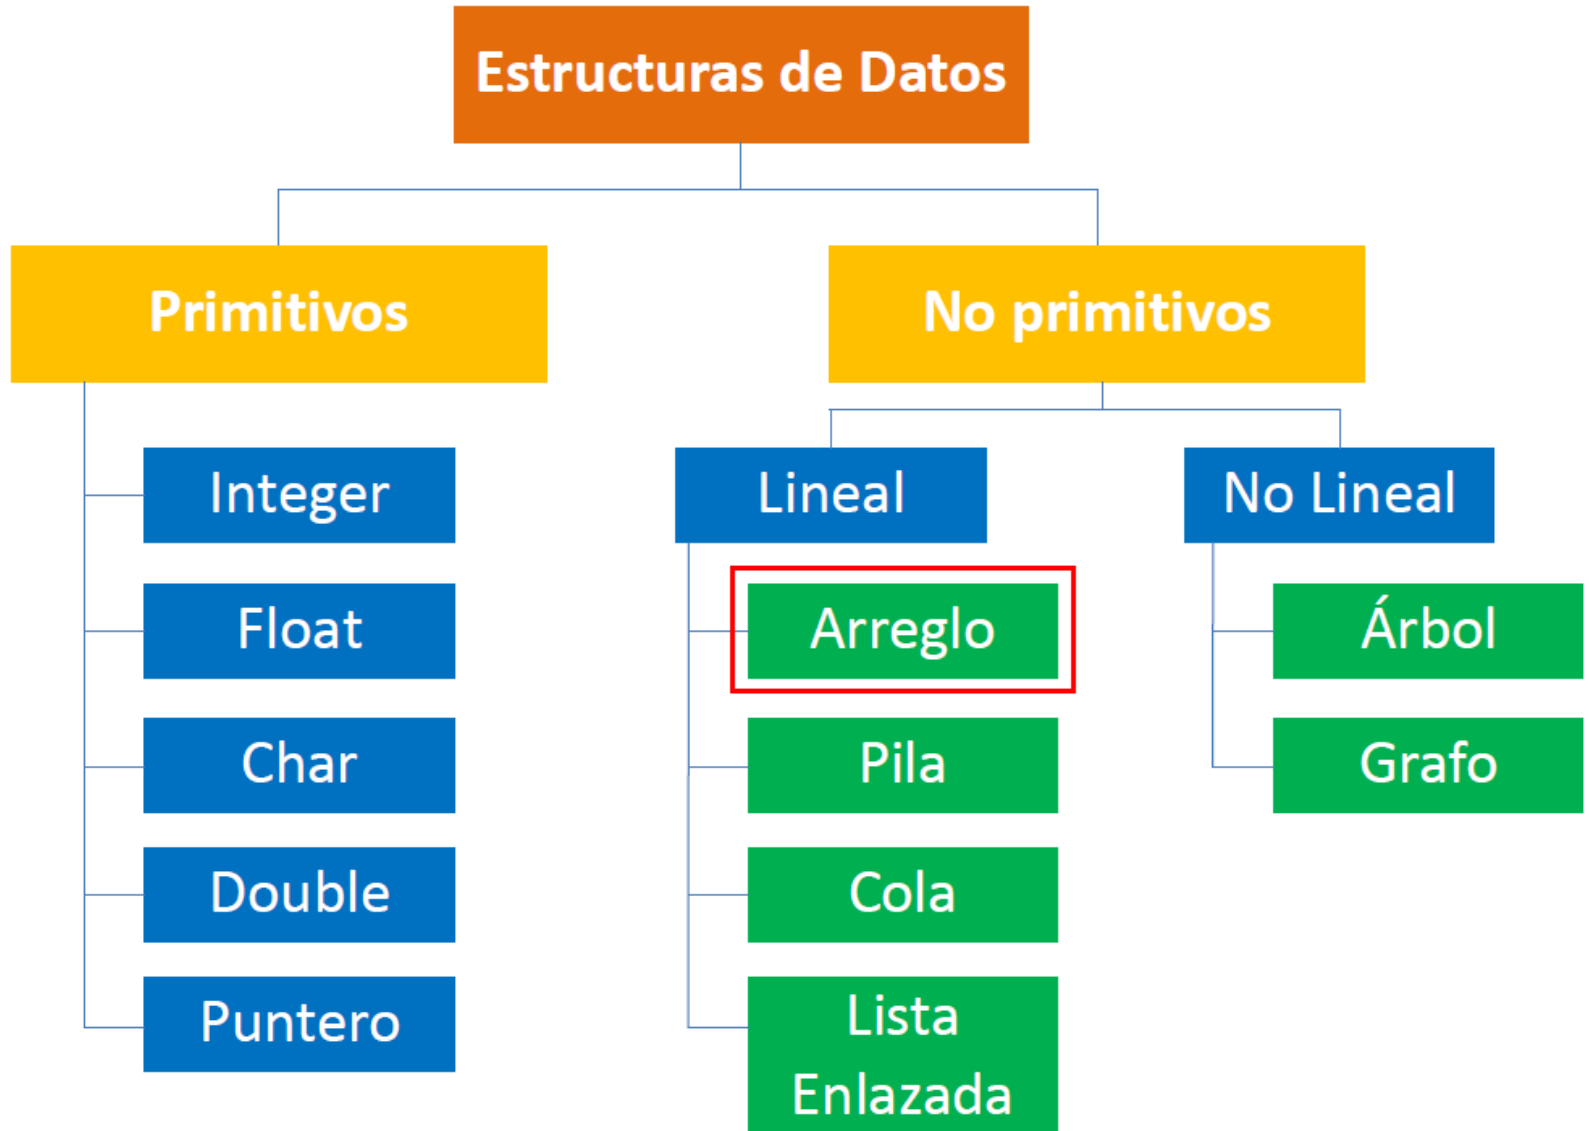 Estructuras de Datos
Primitivos
No primitivos
Integer
Float
Char
Double
Puntero
Lineal
Arreglo
Pila
Cola
Lista
Enlazada
No Lineal
Árbol
Grafo